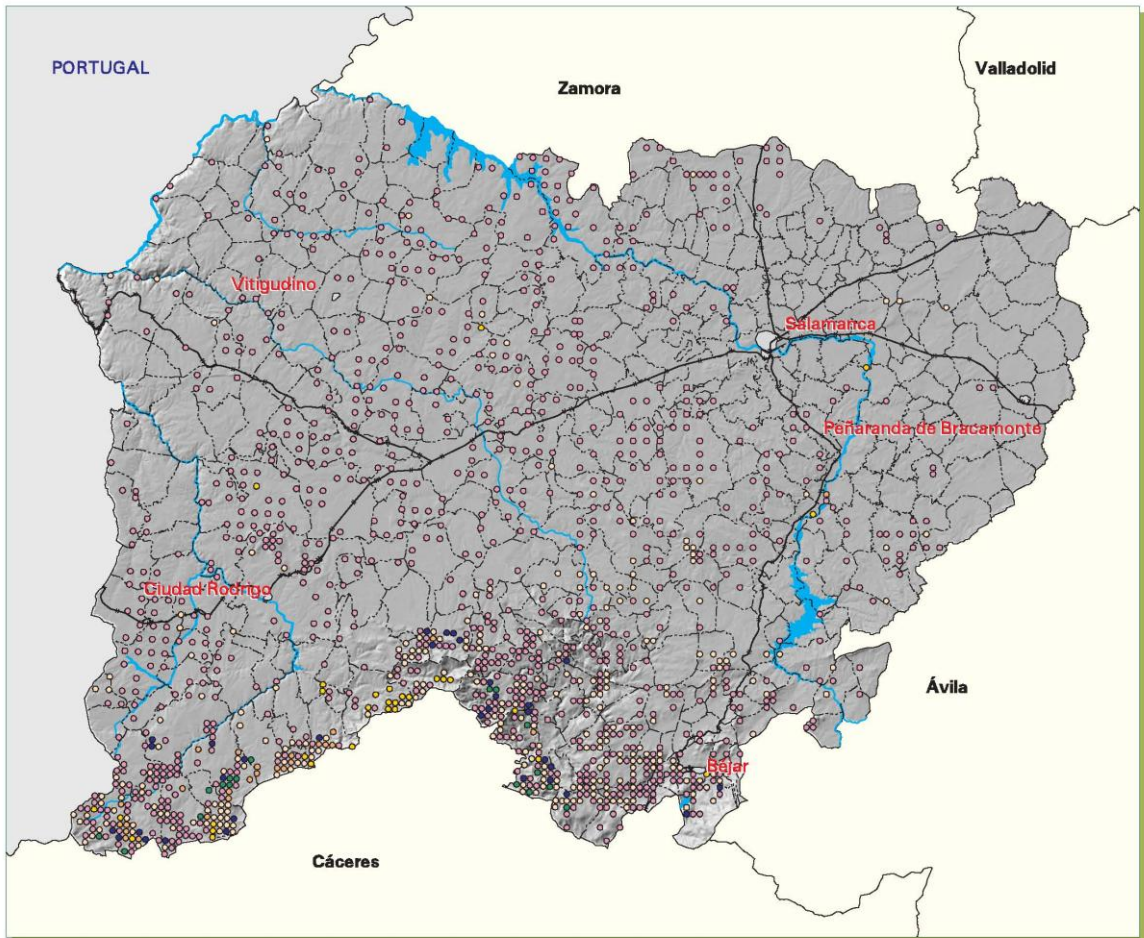 PORTUGAL
Valladolid
Zamora
Vitigudino
Salamanca
Peñaranda de Bracamonte
Ciudad Rodrigo
Ávila
Béjar
Cáceres